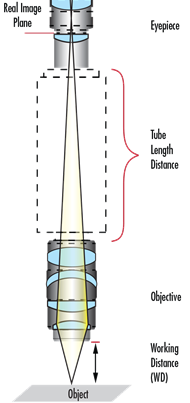 Real Image
Plane
Eyepiece
Tube
Length
Distance
Objective
Working
Distance
(WD)
Object